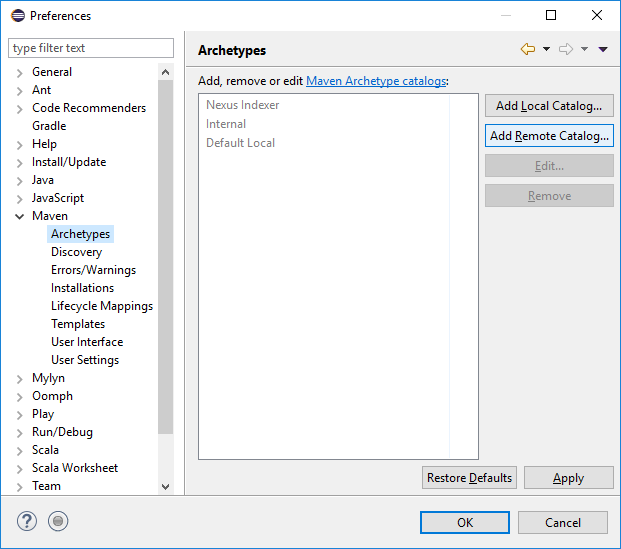 Preferences
type filter text
General
Ant
Code Recommenders
Gradle
Help
Install/Update
Java
JavaScript
Maven
Archetypes
Discovery
Errors/Warnings
Installations
Lifecycle Mappings
Templates
User Interface
User Settings
Mylyn
Oomph
Play
Run/Debug
Scala
Scala Worksheet
Team
Archetypes
Add, remove or edit Maven Archetype catalogs:
Nexus Indexer
Internal
Default Local
Add Local Catalog...
Add Remote Catalog...
Edit...
Remove
Restore Defaults
Apply
?
OK
Cancel